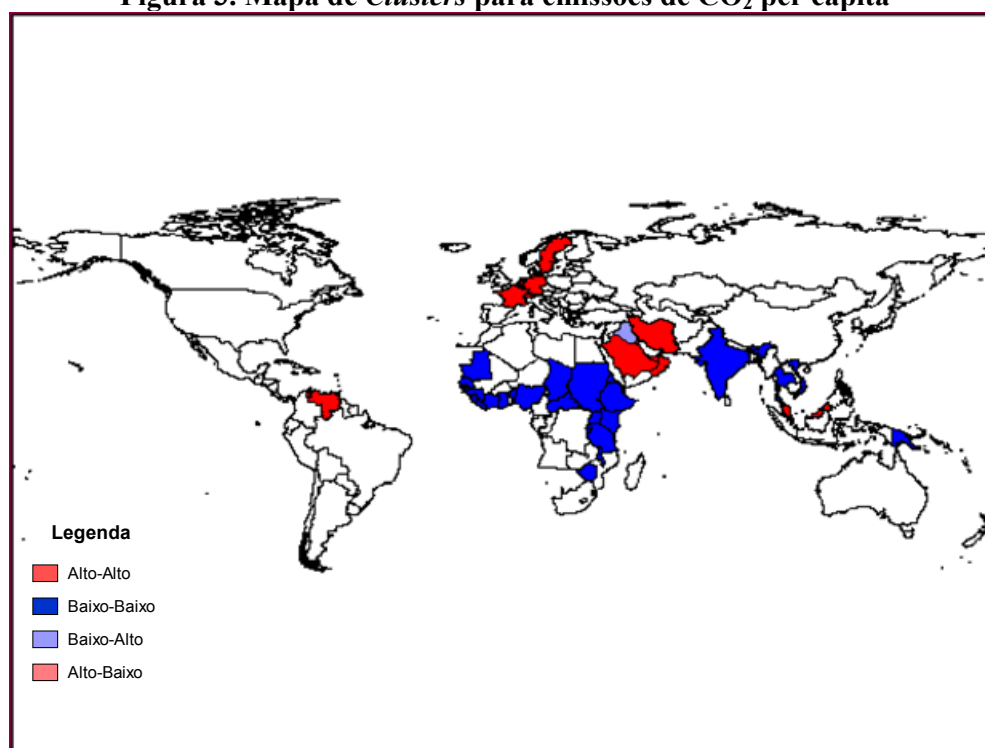 Figura 3: Mapa de Clusters para emissões de CO₂ per capita
Legenda
Alto-Alto
Baixo-Baixo
Baixo-Alto
Alto-Baixo